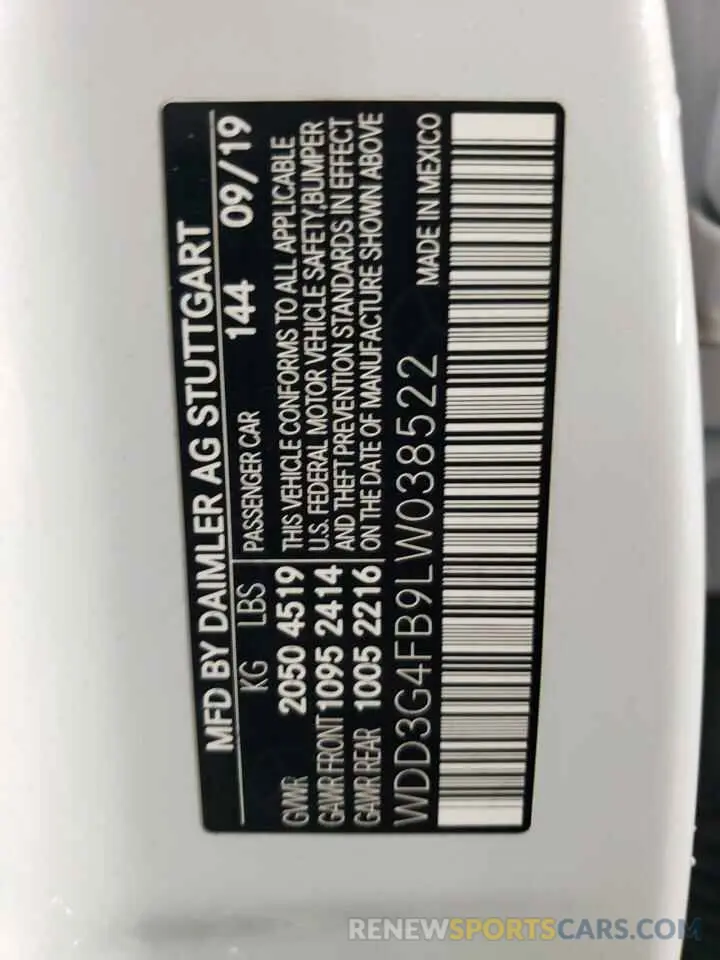 MFD BY DAIMLER AG STUTTGART
KG LBS PASSENGER CAR 144 09/19
GVWR 2050 4519 THIS VEHICLE CONFORMS TO ALL APPLICABLE
GAWR FRONT 1095 2414 U.S. FEDERAL MOTOR VEHICLE SAFETY,BUMPER
GAWR REAR 1005 2216 AND THEFT PREVENTION STANDARDS IN EFFECT
ON THE DATE OF MANUFACTURE SHOWN ABOVE
WDD3G4FB9LW038522 MADE IN MEXICO
RENEWSPORTSCARS.COM